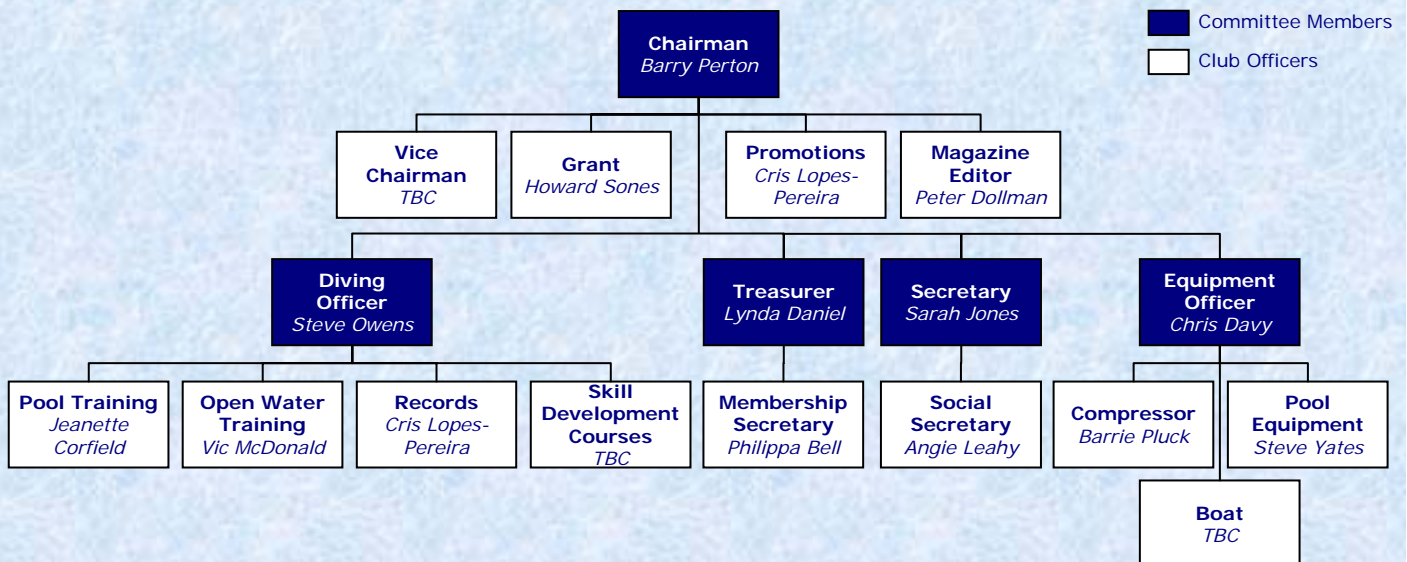 Committee Members
Club Officers
Chairman
Barry Perton
Vice
Chairman
TBC
Grant
Howard Sones
Promotions
Cris Lopes-
Pereira
Magazine
Editor
Peter Dollman
Diving
Officer
Steve Owens
Treasurer
Lynda Daniel
Secretary
Sarah Jones
Equipment
Officer
Chris Davy
Pool Training
Jeanette
Corfield
Open Water
Training
Vic McDonald
Records
Cris Lopes-
Pereira
Skill
Development
Courses
TBC
Membership
Secretary
Philippa Bell
Social
Secretary
Angie Leahy
Compressor
Barrie Pluck
Pool
Equipment
Steve Yates
Boat
TBC